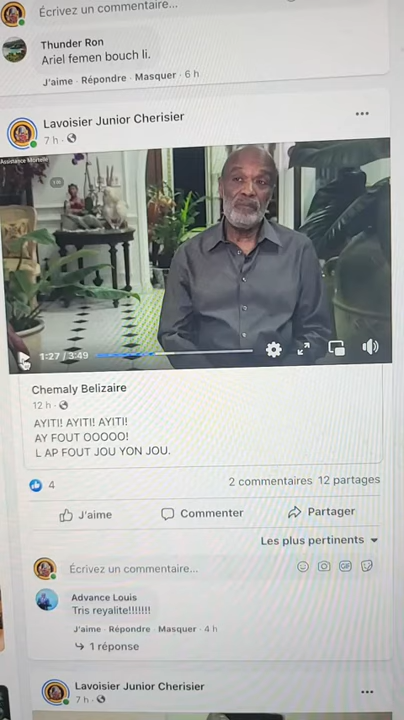 Écrivez un commentaire...
Thunder Ron
Ariel femen bouch li.
J'aime · Répondre · Masquer · 6 h
Lavoisier Junior Cherisier
7 h ·
Assistance Mortelle
1:27 / 3:49
Chemaly Belizaire
12 h ·
AYITI! AYITI! AYITI!
AY FOUT OOOOO!
L AP FOUT JOU YON JOU.
4
2 commentaires 12 partages
J'aime
Commenter
Partager
Les plus pertinents
Écrivez un commentaire...
GIF
Advance Louis
Tris reyalite!!!!!!!
J'aime · Répondre · Masquer · 4 h
1 réponse
Lavoisier Junior Cherisier
7 h ·